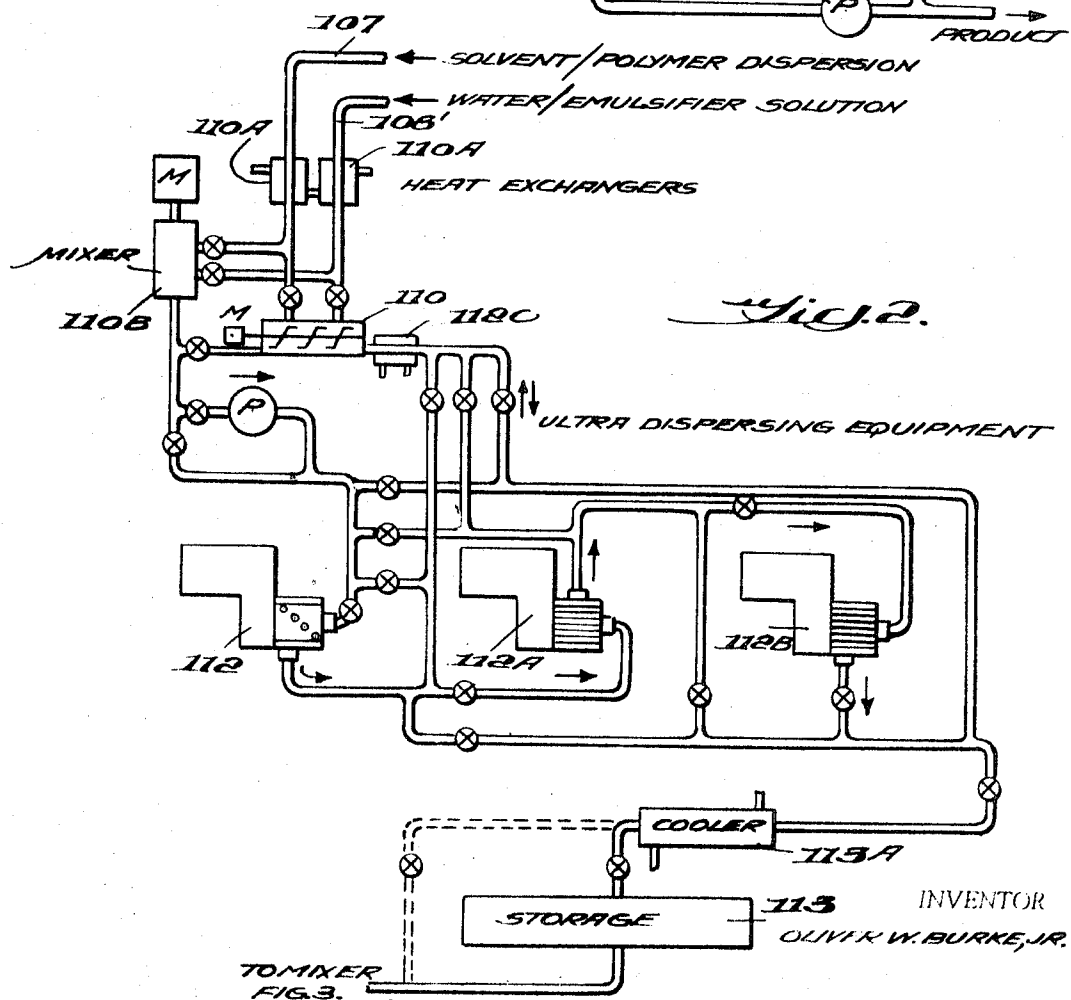 P
PRODUCT
107
SOLVENT/POLYMER DISPERSION
WATER/EMULSIFIER SOLUTION
108'
110A
110A
HEAT EXCHANGERS
M
MIXER
110B
M
110
112C
Fig. 2.
P
ULTRA DISPERSING EQUIPMENT
112
112A
112B
COOLER
113A
STORAGE
113
INVENTOR
OLIVER W. BURKE, JR.
TO MIXER
FIG. 3.